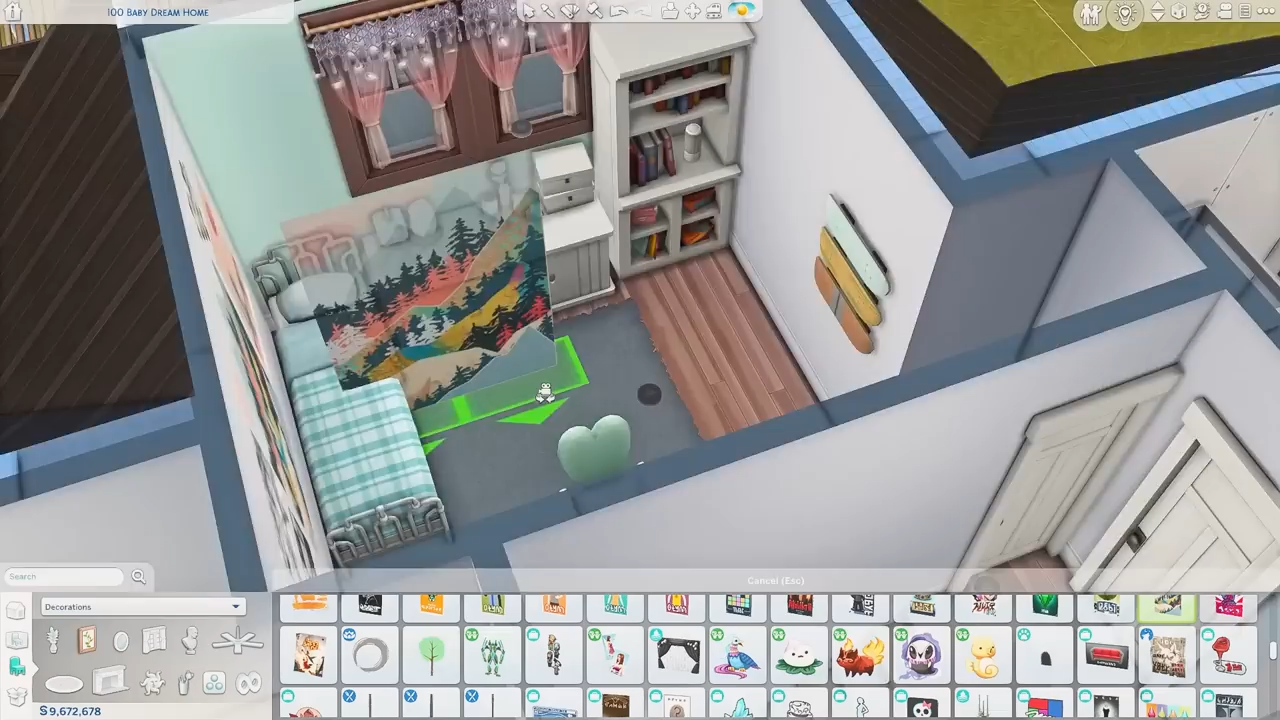 100 Baby Dream Home
Cancel (Esc)
Search
Decorations
§9,672,678